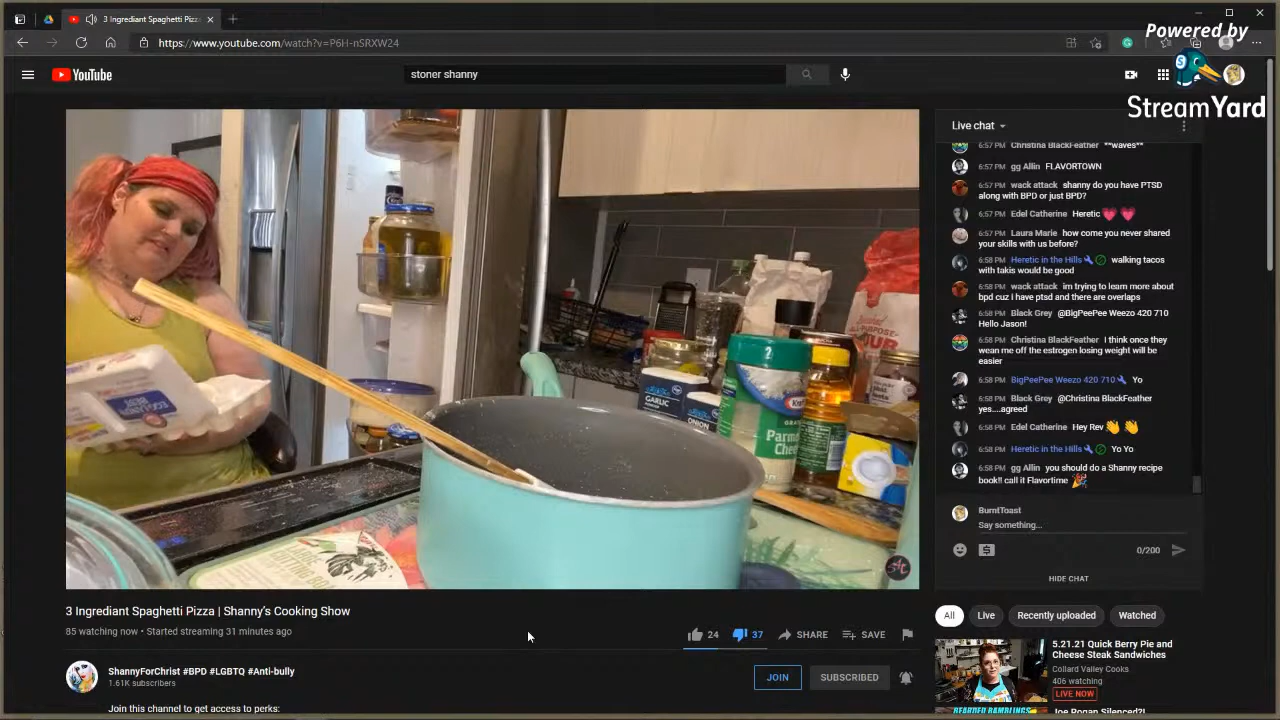 3 Ingrediant Spaghetti Pizza
https://www.youtube.com/watch?v=P6H-nSRXW24
Powered by
StreamYard
YouTube
stoner shanny
Live chat
6:57 PM Christina BlackFeather **waves**
6:57 PM gg Allin FLAVORTOWN
6:57 PM wack attack shanny do you have PTSD
along with BPD or just BPD?
6:57 PM Edel Catherine Heretic
6:57 PM Laura Marie how come you never shared
your skills with us before?
6:58 PM Heretic in the Hills walking tacos
with takis would be good
6:58 PM wack attack im trying to learn more about
bpd cuz i have ptsd and there are overlaps
6:58 PM Black Grey @BigPeePee Weezo 420 710
Hello Jason!
6:58 PM Christina BlackFeather I think once they
wean me off the estrogen losing weight will be
easier
6:58 PM BigPeePee Weezo 420 710 Yo
6:58 PM Black Grey @Christina BlackFeather
yes....agreed
6:58 PM Edel Catherine Hey Rev
6:58 PM Heretic in the Hills Yo Yo
6:58 PM gg Allin you should do a Shanny recipe
book!! call it Flavortime
BurntToast
Say something...
0/200
HIDE CHAT
GARLIC
ONION
Kraft
Parm
Chee
ALL-PURPOSE
3 Ingrediant Spaghetti Pizza | Shanny's Cooking Show
85 watching now • Started streaming 31 minutes ago
24
37
SHARE
SAVE
ShannyForChrist #BPD #LGBTQ #Anti-bully
1.61K subscribers
JOIN
SUBSCRIBED
Join this channel to get access to perks:
All
Live
Recently uploaded
Watched
5.21.21 Quick Berry Pie and
Cheese Steak Sandwiches
Collard Valley Cooks
406 watching
LIVE NOW
BEARDED RAMBLINGS
Joe Rogan Silenced?!